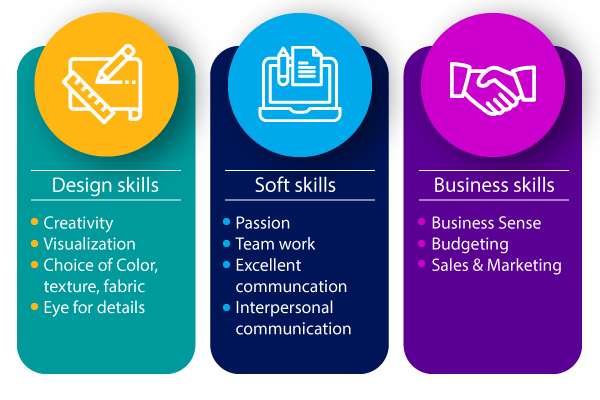 Design skills
Creativity
Visualization
Choice of Color,
texture, fabric
Eye for details
Soft skills
Passion
Team work
Excellent
communcation
Interpersonal
communication
Business skills
Business Sense
Budgeting
Sales & Marketing